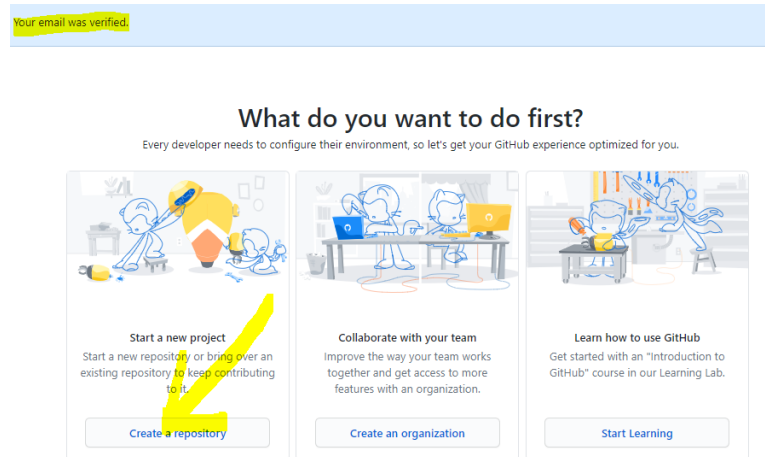 Your email was verified.
What do you want to do first?
Every developer needs to configure their environment, so let's get your GitHub experience optimized for you.
Start a new project
Start a new repository or bring over an
existing repository to keep contributing
to it.
Create a repository
Collaborate with your team
Improve the way your team works
together and get access to more
features with an organization.
Create an organization
Learn how to use GitHub
Get started with an "Introduction to
GitHub" course in our Learning Lab.
Start Learning